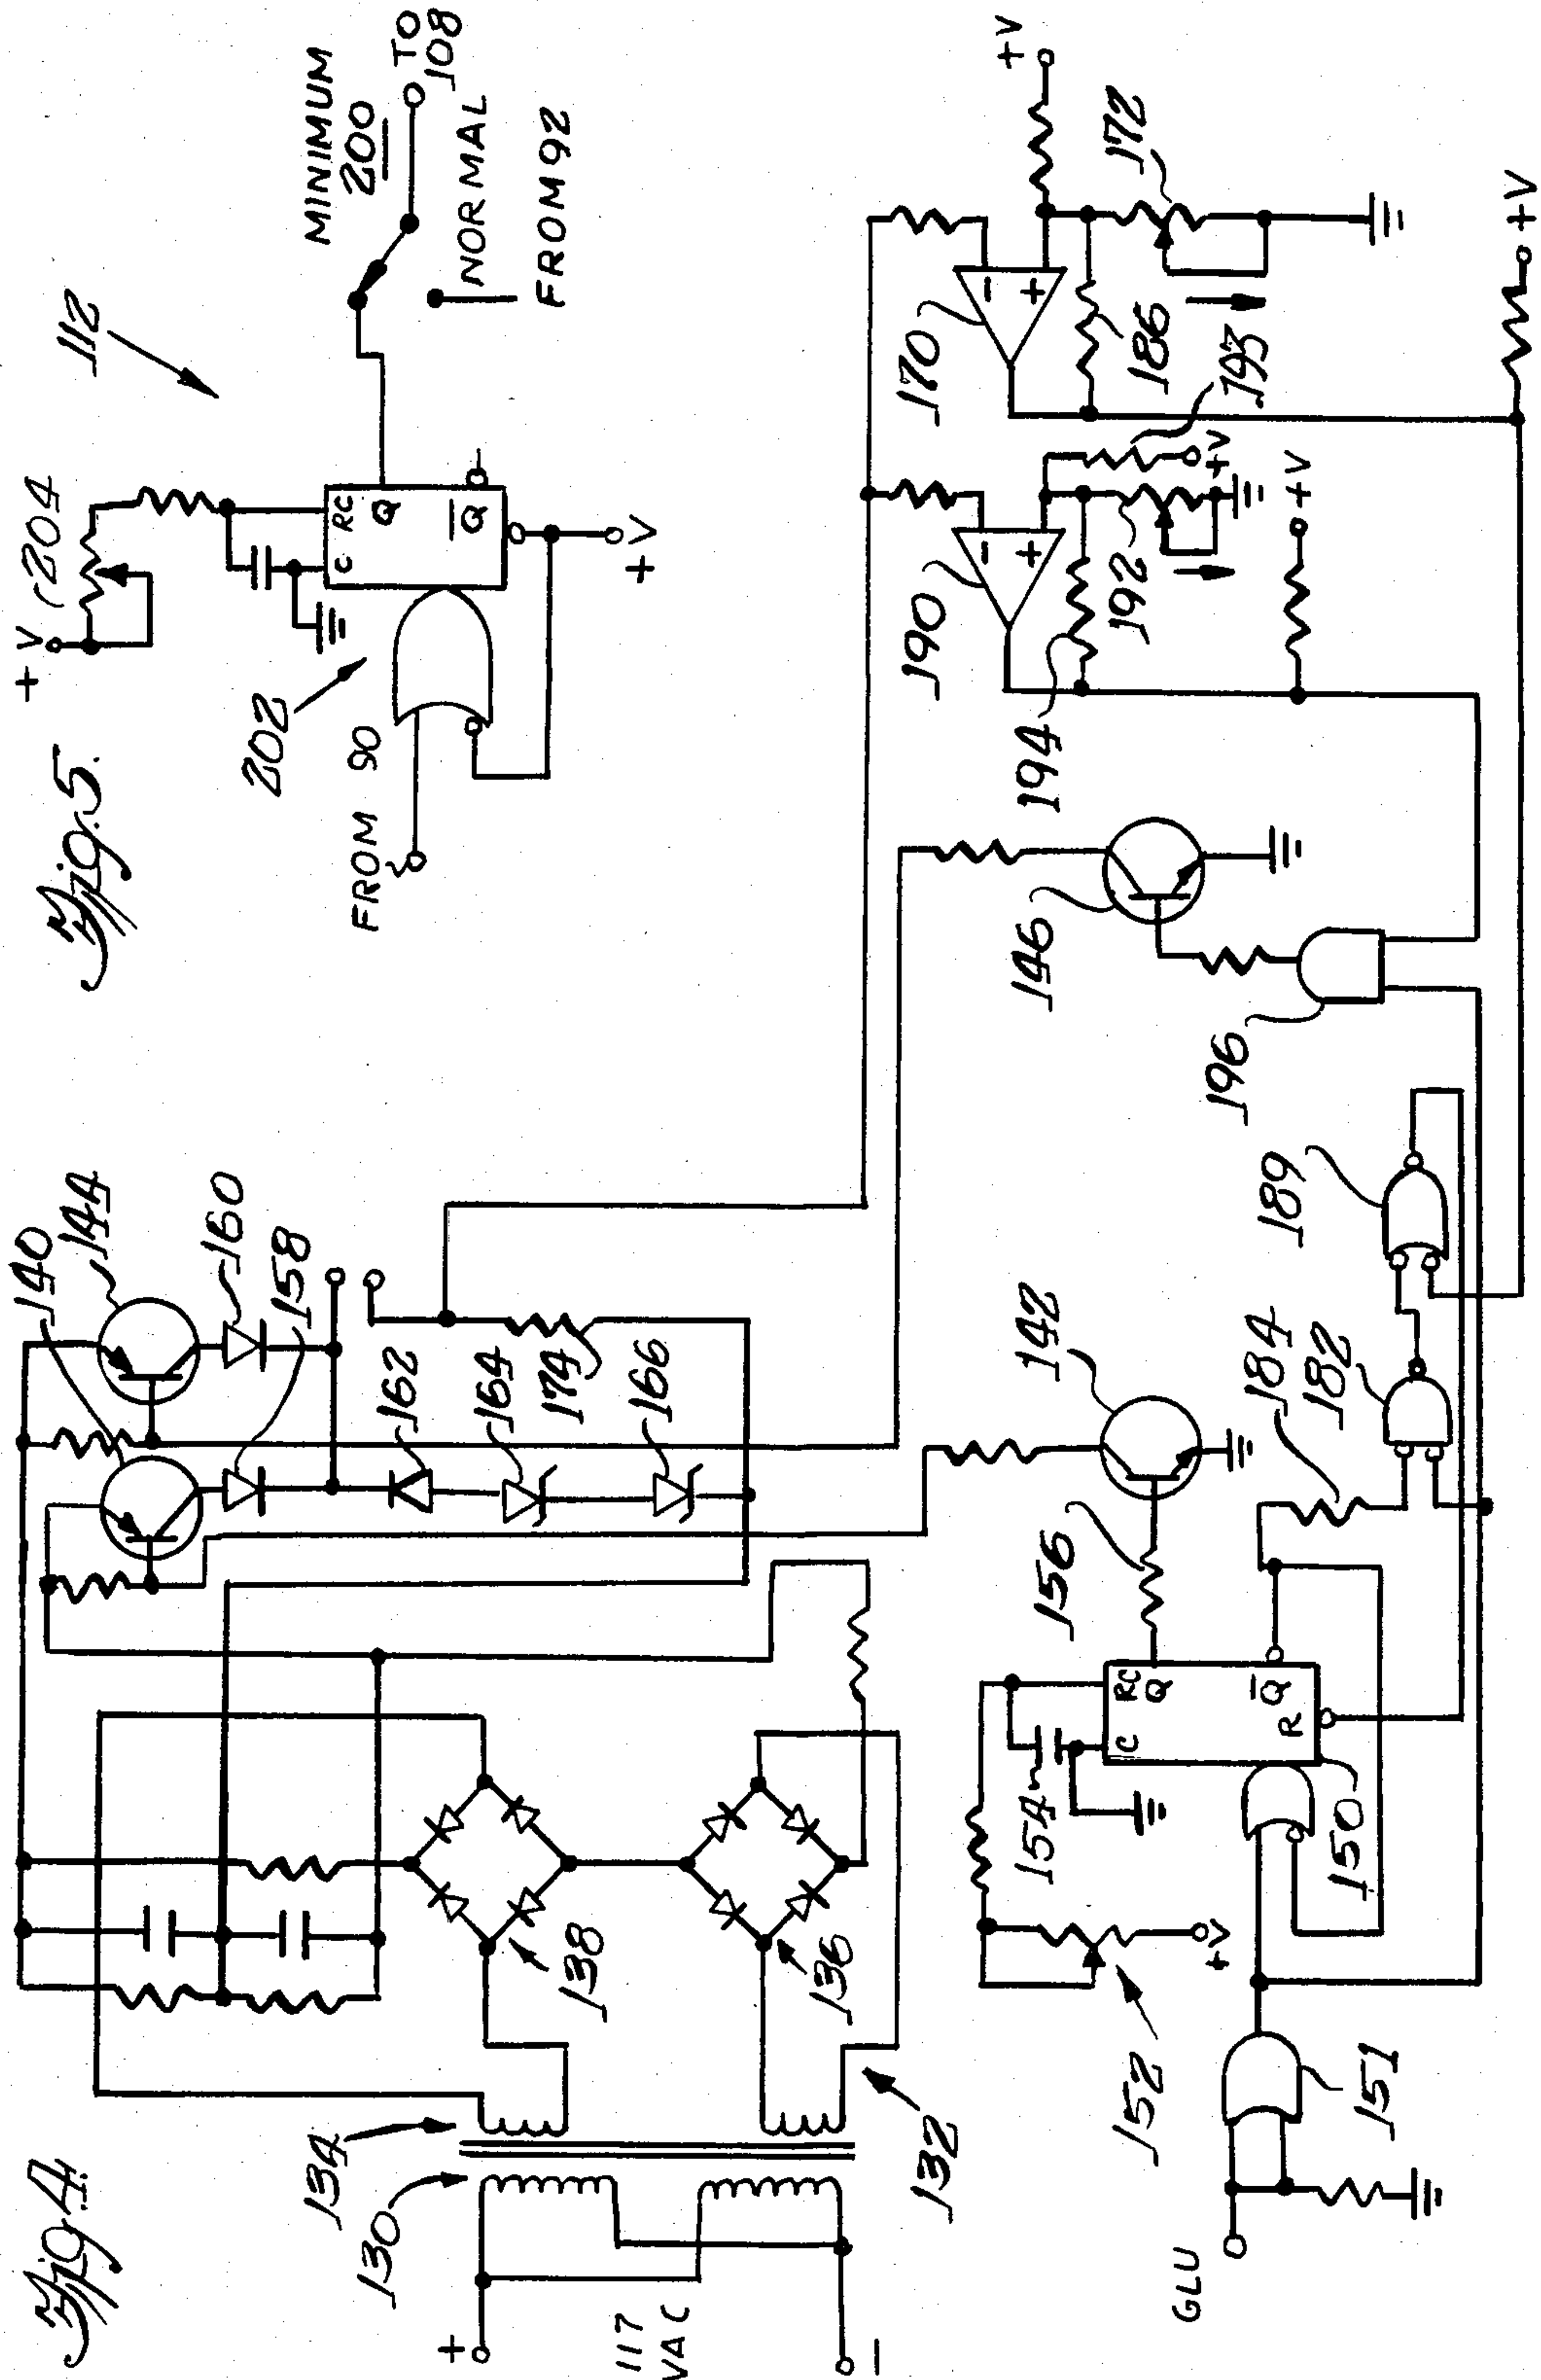 Fig. 5.
+V
204
112
MINIMUM
200
TO
108
NORMAL
FROM 92
202
C
RC
Q
Q̅
+V
FROM 90
Fig. 4.
+
117
VAC
−
130
134
132
138
136
140
144
160
158
162
164
174
166
142
156
154
152
+V
C
RC
Q
Q̅
R
150
151
GLU
184
182
189
196
146
190
−
+
194
192
193
+V
+V
170
−
+
186
172
+V
+V